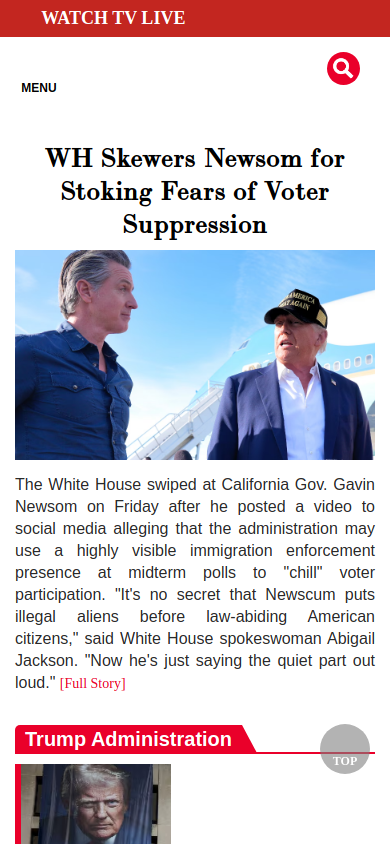 WATCH TV LIVE
MENU
WH Skewers Newsom for
Stoking Fears of Voter
Suppression
The White House swiped at California Gov. Gavin
Newsom on Friday after he posted a video to
social media alleging that the administration may
use a highly visible immigration enforcement
presence at midterm polls to "chill" voter
participation. "It's no secret that Newscum puts
illegal aliens before law-abiding American
citizens," said White House spokeswoman Abigail
Jackson. "Now he's just saying the quiet part out
loud." [Full Story]
Trump Administration
TOP